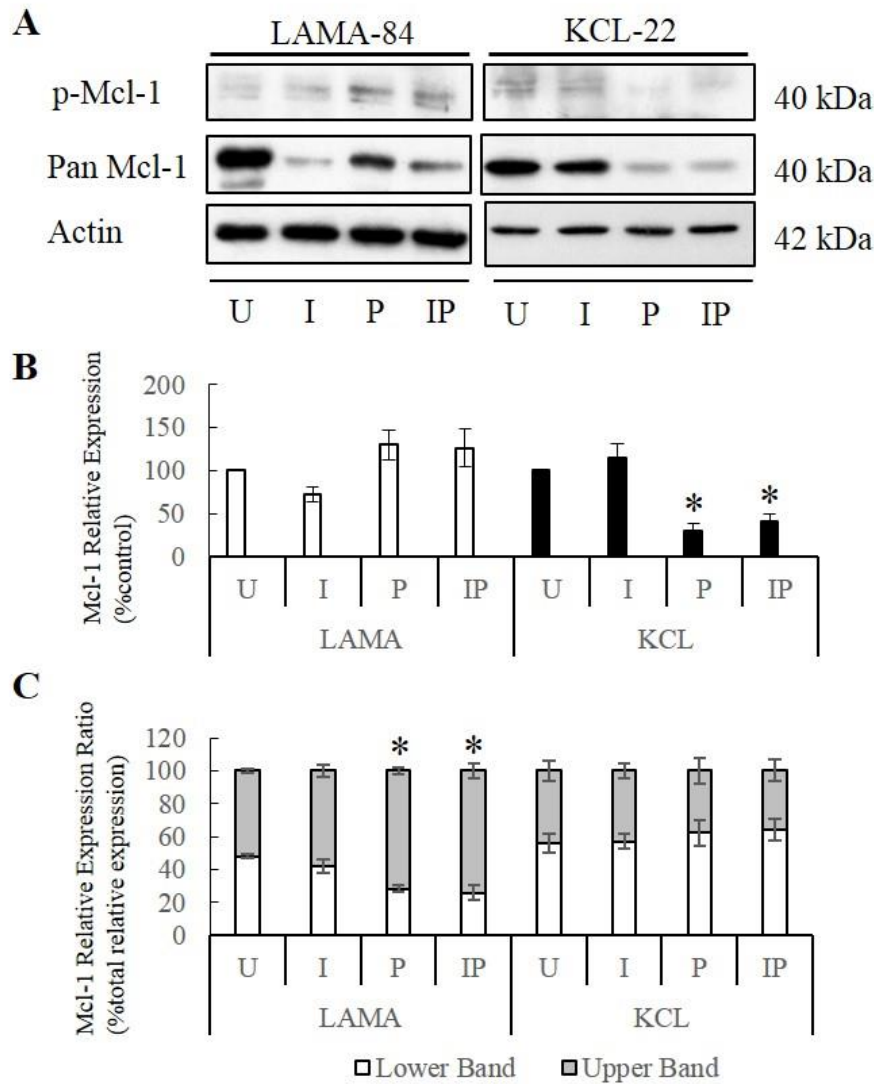 A
LAMA-84 KCL-22
p-Mcl-1 40 kDa
Pan Mcl-1 40 kDa
Actin 42 kDa
U I P IP U I P IP
B
Mcl-1 Relative Expression
(%control)
200
150
100
50
0
* *
U I P IP U I P IP
LAMA KCL
C
Mcl-1 Relative Expression Ratio
(%total relative expression)
120
100
80
60
40
20
0
* *
U I P IP U I P IP
LAMA KCL
Lower Band Upper Band